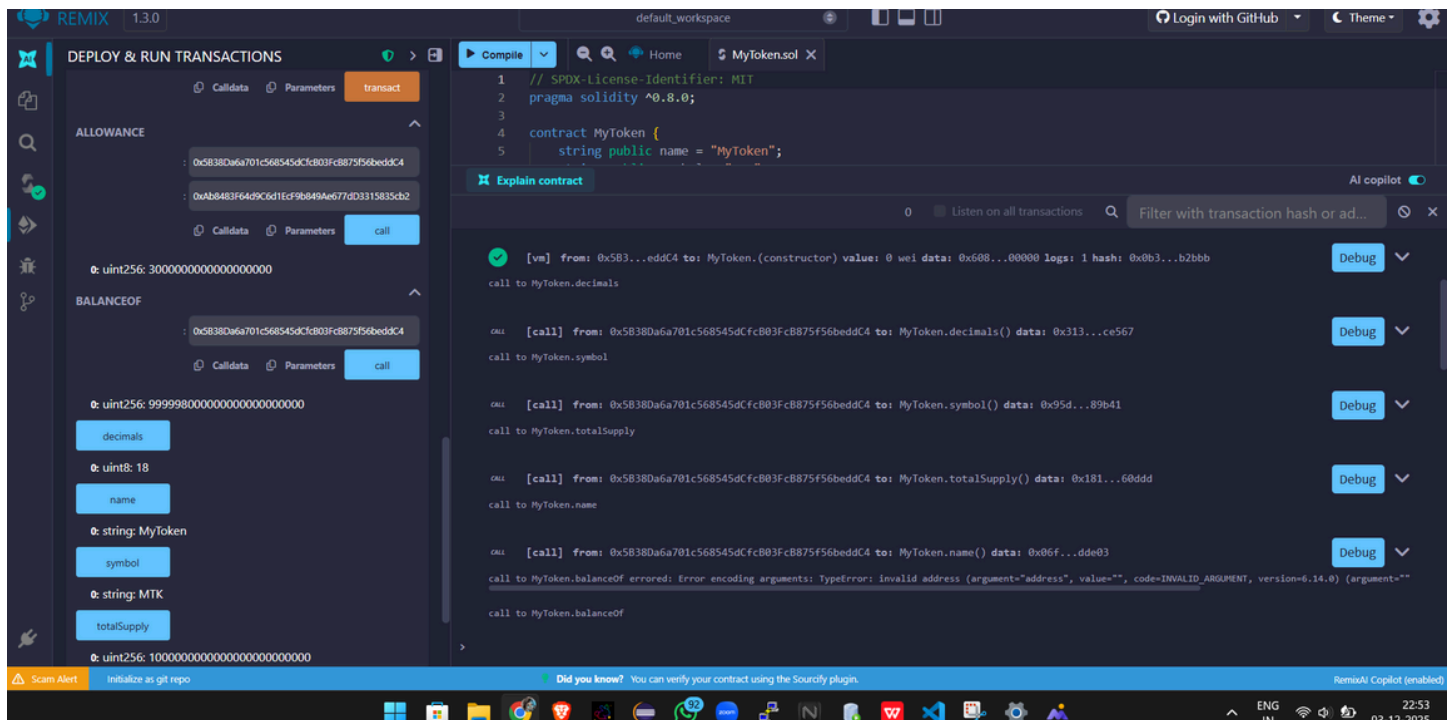 REMIX 1.3.0 default_workspace Login with GitHub Theme
DEPLOY & RUN TRANSACTIONS
Calldata Parameters transact
ALLOWANCE
: 0x5B38Da6a701c568545dCfcB03FcB875f56beddC4
: 0xAb8483F64d9C6d1EcF9b849Ae677dD3315835cb2
Calldata Parameters call
0: uint256: 3000000000000000000
BALANCEOF
: 0x5B38Da6a701c568545dCfcB03FcB875f56beddC4
Calldata Parameters call
0: uint256: 999998000000000000000000
decimals
0: uint8: 18
name
0: string: MyToken
symbol
0: string: MTK
totalSupply
0: uint256: 1000000000000000000000000
Compile Home MyToken.sol
1 // SPDX-License-Identifier: MIT
2 pragma solidity ^0.8.0;
3
4 contract MyToken {
5 string public name = "MyToken";
Explain contract AI copilot
0 Listen on all transactions Filter with transaction hash or ad...
[vm] from: 0x5B3...eddC4 to: MyToken.(constructor) value: 0 wei data: 0x608...00000 logs: 1 hash: 0x0b3...b2bbb Debug
call to MyToken.decimals
CALL [call] from: 0x5B38Da6a701c568545dCfcB03FcB875f56beddC4 to: MyToken.decimals() data: 0x313...ce567 Debug
call to MyToken.symbol
CALL [call] from: 0x5B38Da6a701c568545dCfcB03FcB875f56beddC4 to: MyToken.symbol() data: 0x95d...89b41 Debug
call to MyToken.totalSupply
CALL [call] from: 0x5B38Da6a701c568545dCfcB03FcB875f56beddC4 to: MyToken.totalSupply() data: 0x181...60ddd Debug
call to MyToken.name
CALL [call] from: 0x5B38Da6a701c568545dCfcB03FcB875f56beddC4 to: MyToken.name() data: 0x06f...dde03 Debug
call to MyToken.balanceOf errored: Error encoding arguments: TypeError: invalid address (argument="address", value="", code=INVALID_ARGUMENT, version=6.14.0) (argument=""
call to MyToken.balanceOf
>
Scam Alert Initialize as git repo Did you know? You can verify your contract using the Sourcify plugin. RemixAI Copilot (enabled)
92 zoom ENG 22:53
IN 03-12-2025